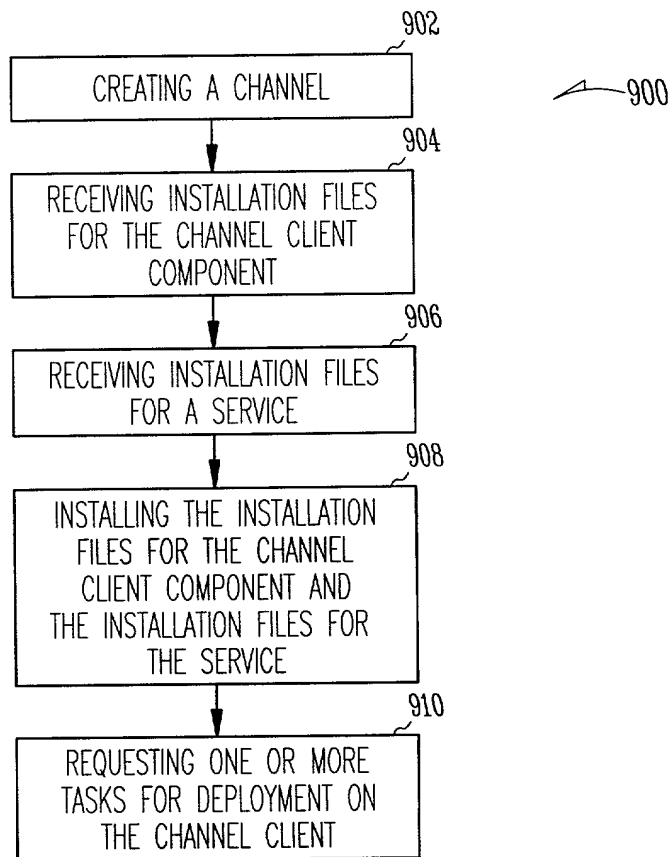 902
CREATING A CHANNEL
900
904
RECEIVING INSTALLATION FILES
FOR THE CHANNEL CLIENT
COMPONENT
906
RECEIVING INSTALLATION FILES
FOR A SERVICE
908
INSTALLING THE INSTALLATION
FILES FOR THE CHANNEL
CLIENT COMPONENT AND
THE INSTALLATION FILES FOR
THE SERVICE
910
REQUESTING ONE OR MORE
TASKS FOR DEPLOYMENT ON
THE CHANNEL CLIENT